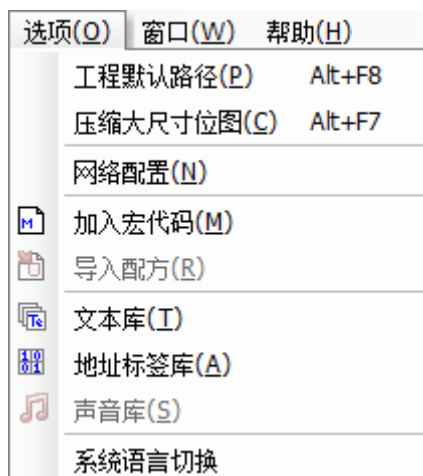 选项(O) 窗口(W) 帮助(H)
工程默认路径(P) Alt+F8
压缩大尺寸位图(C) Alt+F7
网络配置(N)
加入宏代码(M)
导入配方(R)
文本库(T)
地址标签库(A)
声音库(S)
系统语言切换